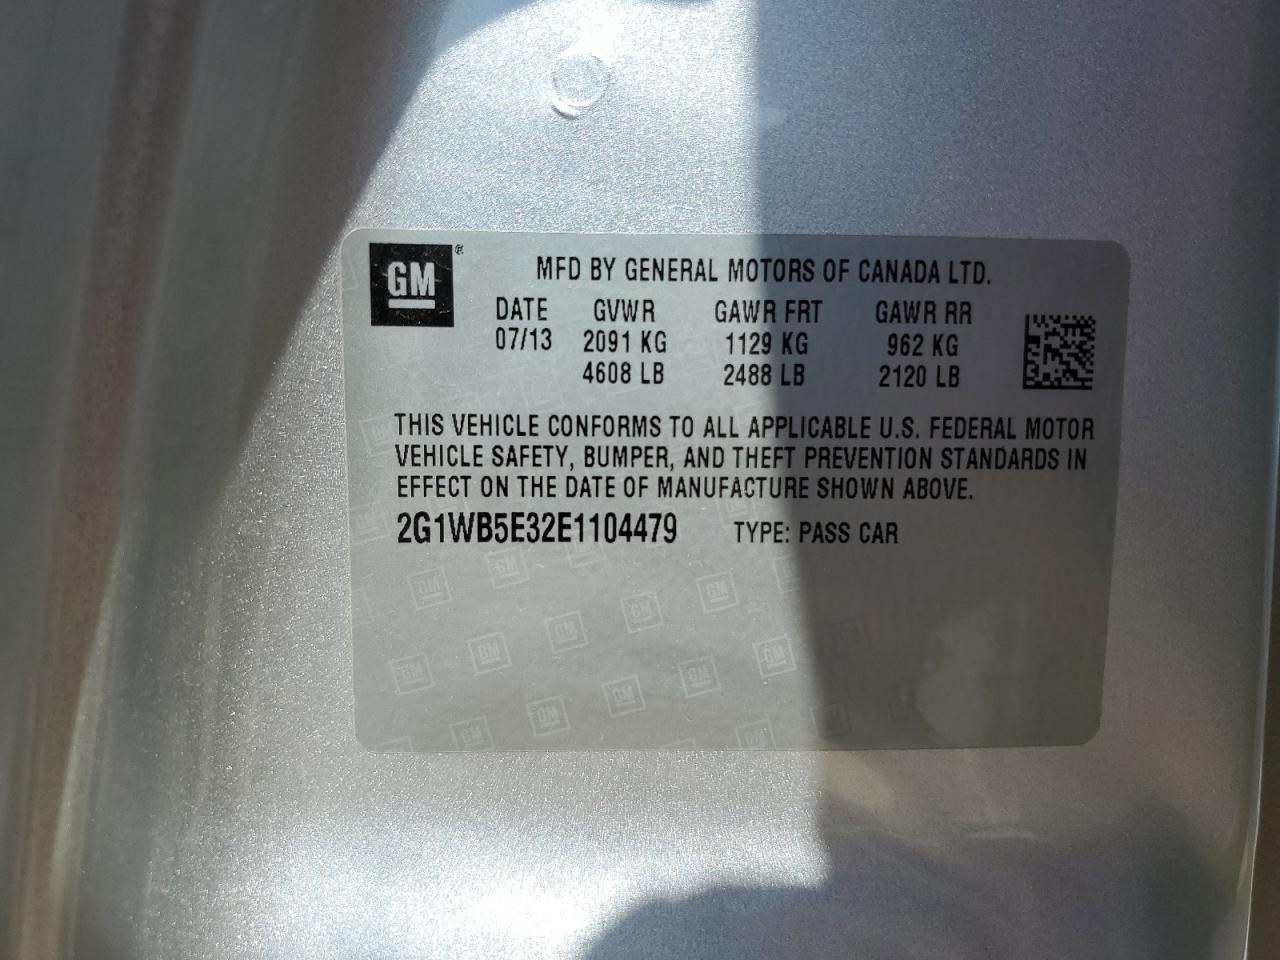 GM ®
MFD BY GENERAL MOTORS OF CANADA LTD.
DATE GVWR GAWR FRT GAWR RR
07/13 2091 KG 1129 KG 962 KG
4608 LB 2488 LB 2120 LB
THIS VEHICLE CONFORMS TO ALL APPLICABLE U.S. FEDERAL MOTOR
VEHICLE SAFETY, BUMPER, AND THEFT PREVENTION STANDARDS IN
EFFECT ON THE DATE OF MANUFACTURE SHOWN ABOVE.
2G1WB5E32E1104479 TYPE: PASS CAR